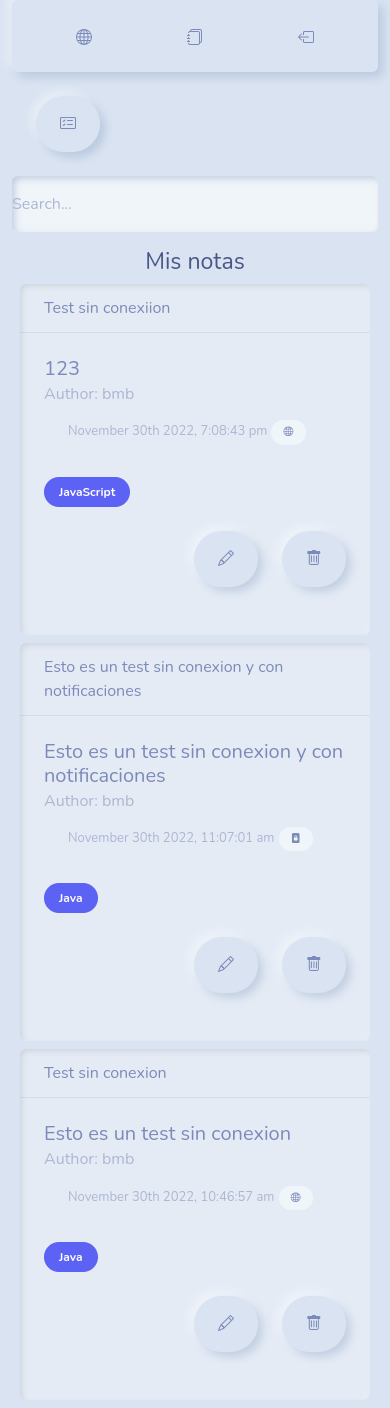 Search...
Mis notas
Test sin conexiion
123
Author: bmb
November 30th 2022, 7:08:43 pm
JavaScript
Esto es un test sin conexion y con
notificaciones
Esto es un test sin conexion y con
notificaciones
Author: bmb
November 30th 2022, 11:07:01 am
Java
Test sin conexion
Esto es un test sin conexion
Author: bmb
November 30th 2022, 10:46:57 am
Java